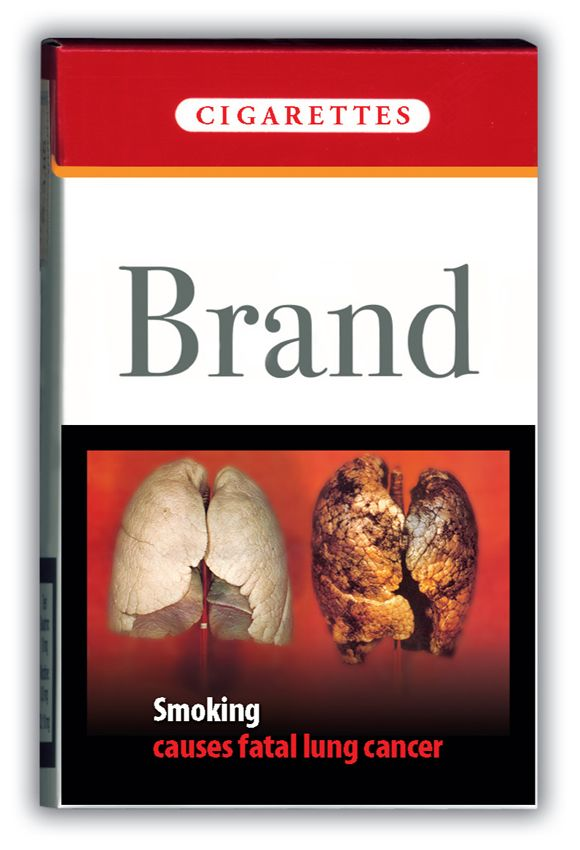 CIGARETTES
Brand
Smoking
causes fatal lung cancer